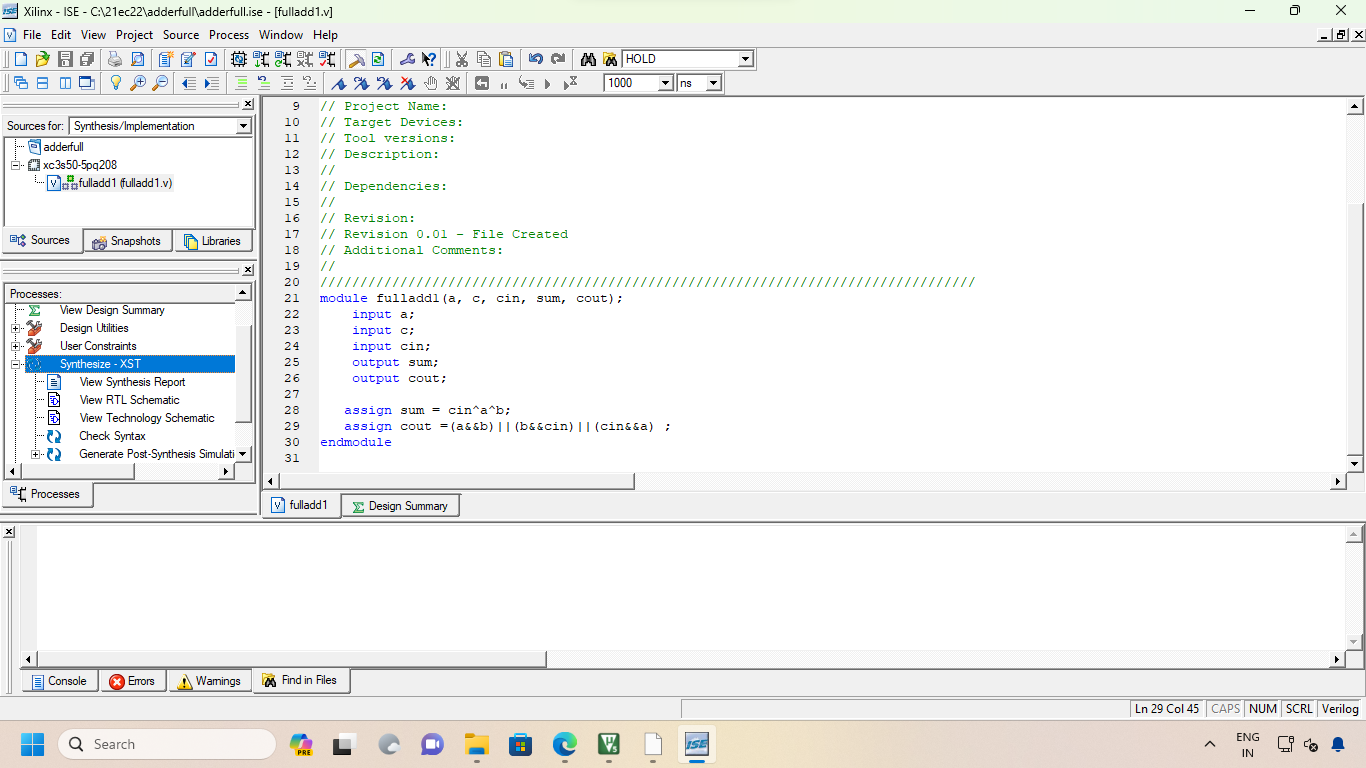 Xilinx - ISE - C:\21ec22\adderfull\adderfull.ise - [fulladd1.v]
File Edit View Project Source Process Window Help
HOLD
1000 ns
Sources for: Synthesis/Implementation
adderfull
xc3s50-5pq208
fulladd1 (fulladd1.v)
Sources Snapshots Libraries
Processes:
View Design Summary
Design Utilities
User Constraints
Synthesize - XST
View Synthesis Report
View RTL Schematic
View Technology Schematic
Check Syntax
Generate Post-Synthesis Simulati
Processes
9 // Project Name:
10 // Target Devices:
11 // Tool versions:
12 // Description:
13 //
14 // Dependencies:
15 //
16 // Revision:
17 // Revision 0.01 - File Created
18 // Additional Comments:
19 //
20 //////////////////////////////////////////////////////////////////////////////////
21 module fulladd1(a, c, cin, sum, cout);
22 input a;
23 input c;
24 input cin;
25 output sum;
26 output cout;
27
28 assign sum = cin^a^b;
29 assign cout =(a&&b)||(b&&cin)||(cin&&a) ;
30 endmodule
31
fulladd1 Design Summary
Console Errors Warnings Find in Files
Ln 29 Col 45 CAPS NUM SCRL Verilog
Search
PRE
ISE
ENG
IN